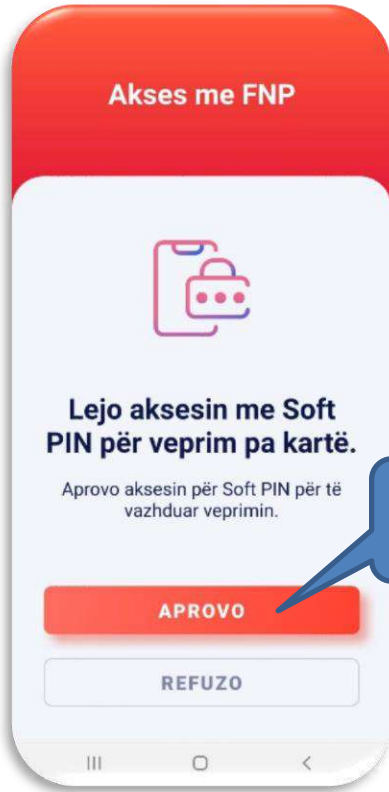 Akses me FNP
Lejo aksesin me Soft
PIN për veprim pa kartë.
Aprovo aksesin për Soft PIN për të
vazhduar veprimin.
APROVO
REFUZO